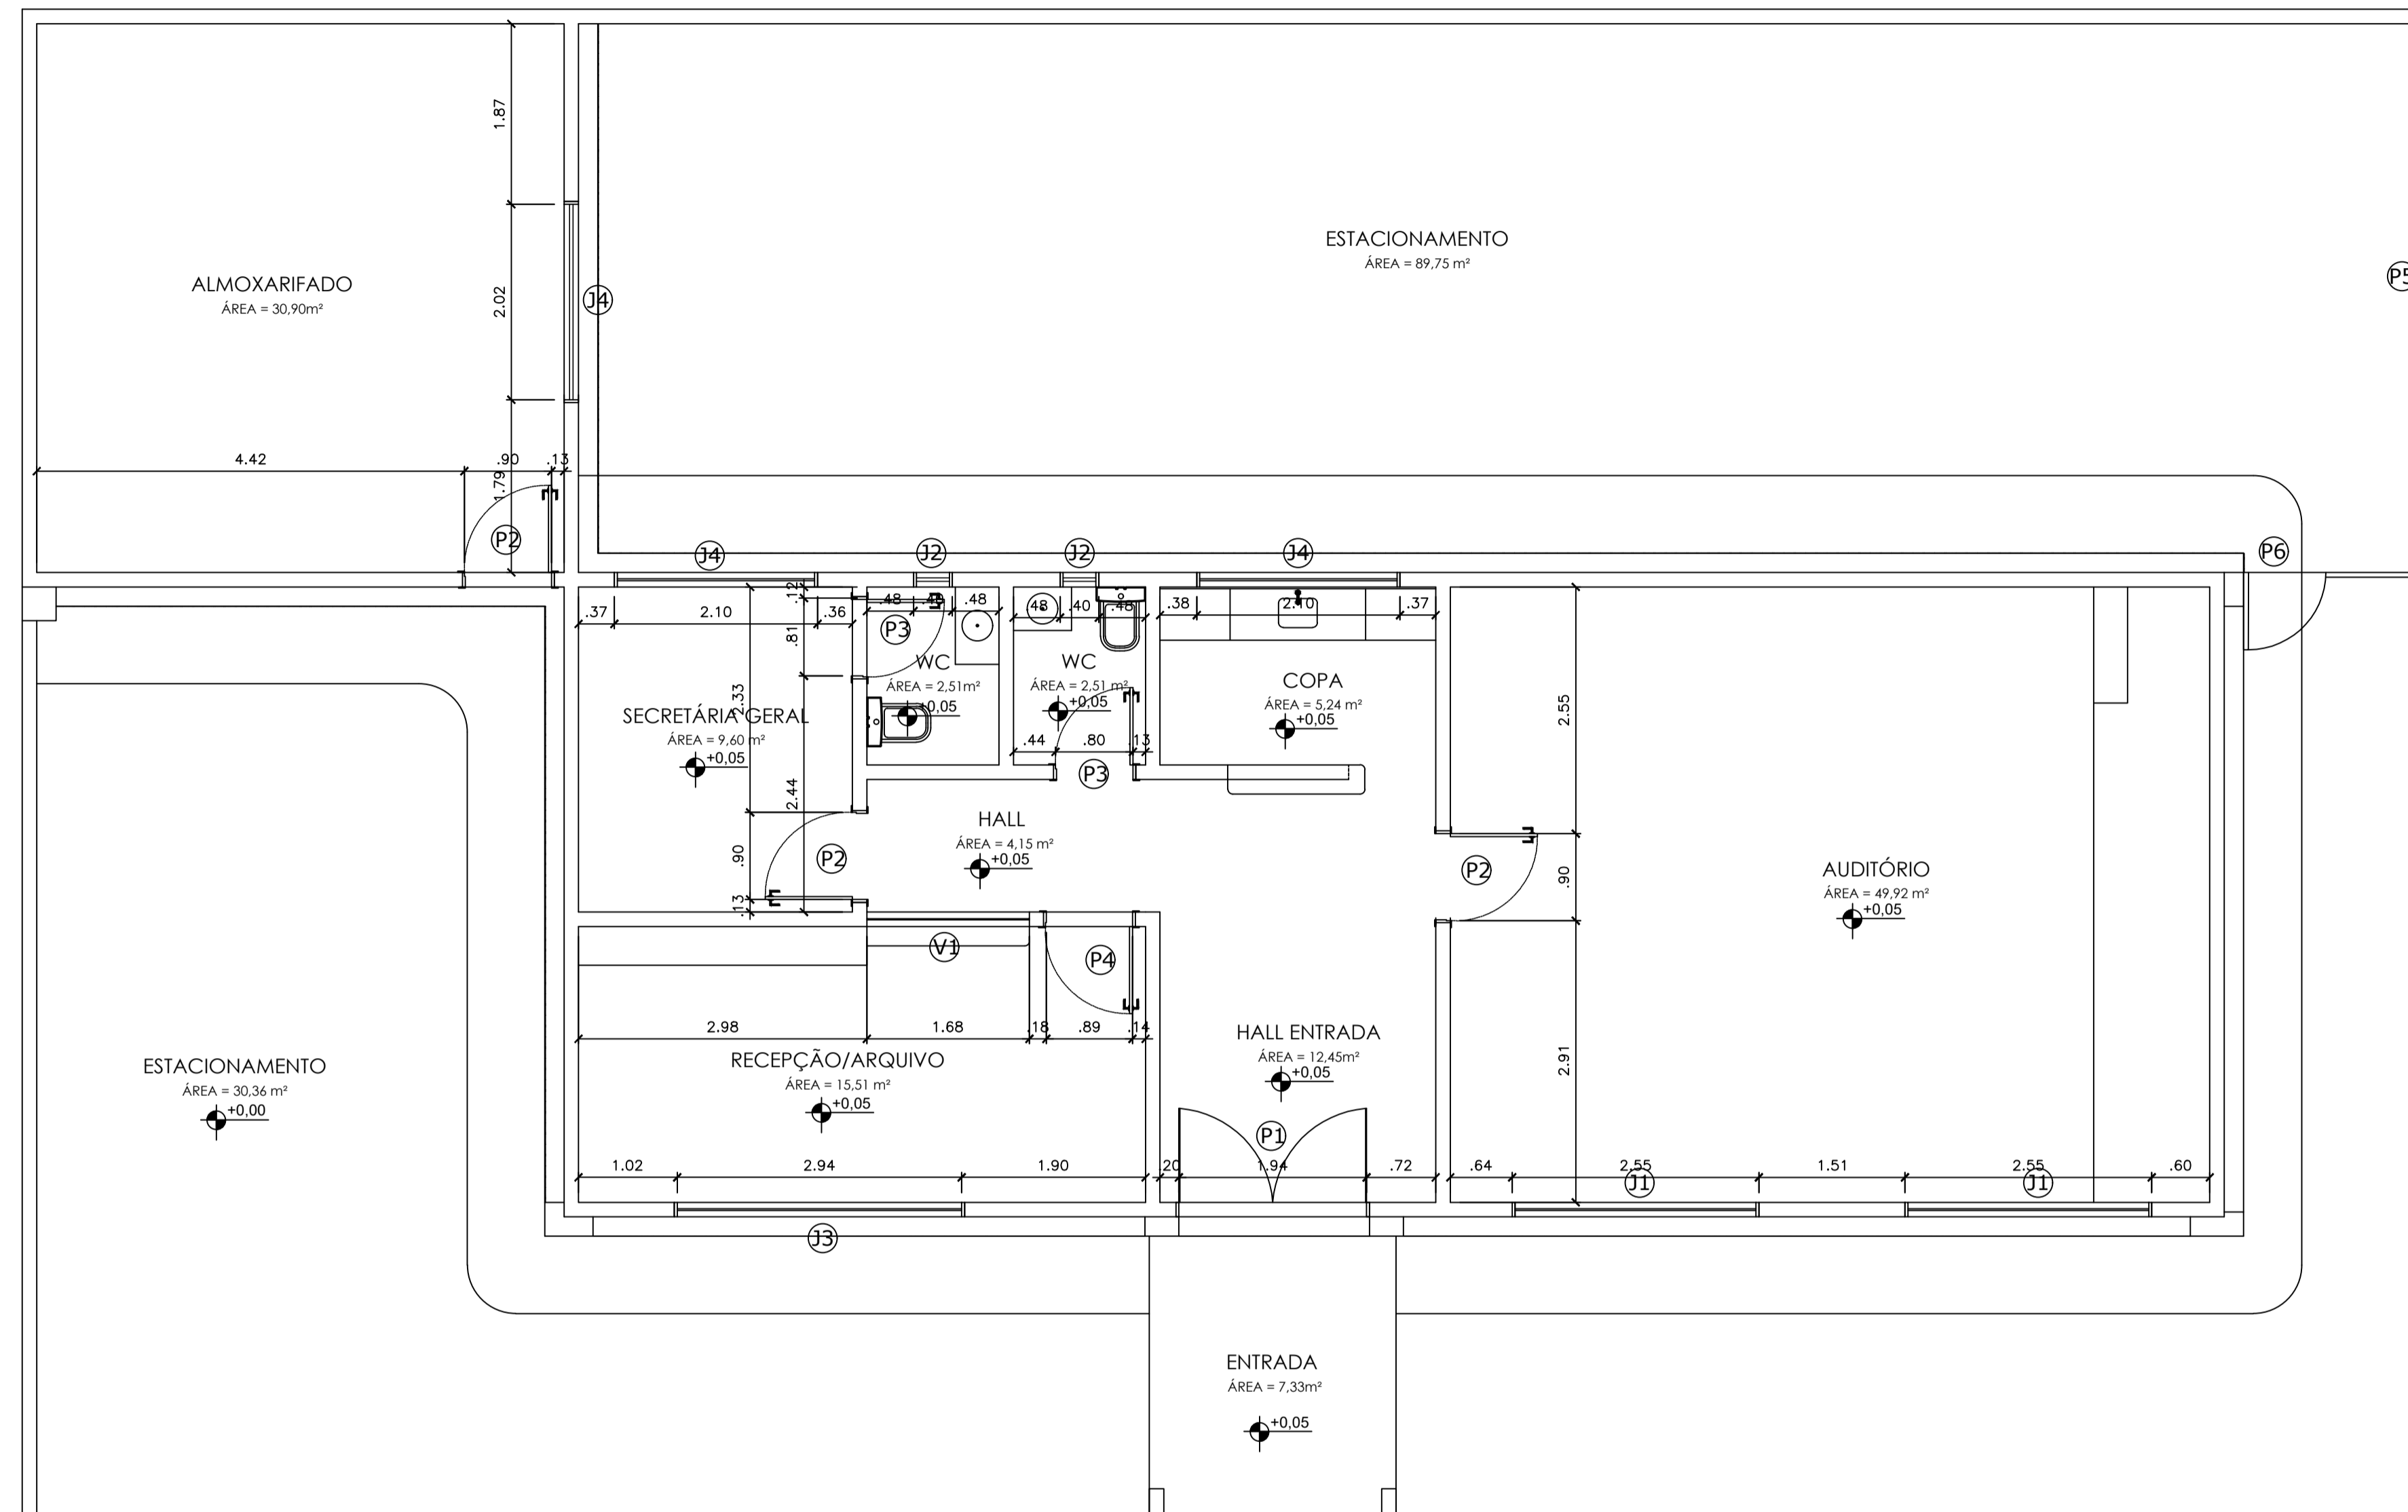 1.87
ESTACIONAMENTO
ÁREA = 89,75 m²
P5
ALMOXARIFADO
ÁREA = 30,90m²
2.02
J4
4.42
.90
.13
1.79
P2
J4
J2
J2
J4
P6
.12
.37
2.10
.36
.48
.48
.48
.40
.48
.38
2.10
.37
.81
P3
WC
ÁREA = 2,51m²
+0,05
WC
ÁREA = 2,51 m²
+0,05
COPA
ÁREA = 5,24 m²
+0,05
2.33
SECRETÁRIA GERAL
ÁREA = 9,60 m²
+0,05
2.55
.44
.80
.13
P3
2.44
HALL
ÁREA = 4,15 m²
+0,05
.90
P2
P2
.90
AUDITÓRIO
ÁREA = 49,92 m²
+0,05
.13
V1
P4
2.98
1.68
.18
.89
.14
RECEPÇÃO/ARQUIVO
ÁREA = 15,51 m²
+0,05
HALL ENTRADA
ÁREA = 12,45m²
+0,05
2.91
ESTACIONAMENTO
ÁREA = 30,36 m²
+0,00
P1
1.02
2.94
1.90
.20
1.94
.72
.64
2.55
1.51
2.55
.60
J1
J1
J3
ENTRADA
ÁREA = 7,33m²
+0,05